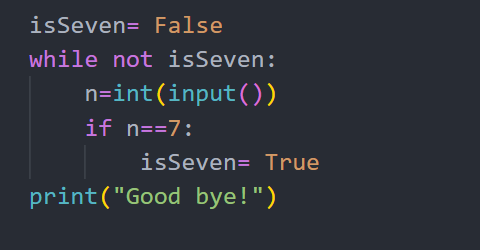 isSeven= False
while not isSeven:
    n=int(input())
    if n==7:
        isSeven= True
print("Good bye!")